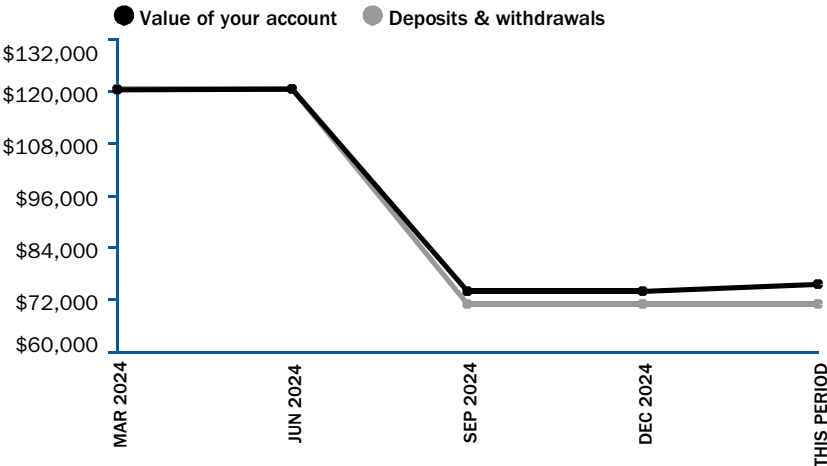 Value of your account
Deposits & withdrawals
$132,000
$120,000
$108,000
$96,000
$84,000
$72,000
$60,000
MAR 2024
JUN 2024
SEP 2024
DEC 2024
THIS PERIOD